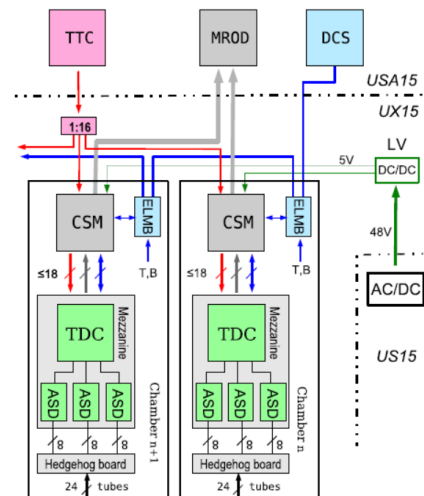 TTC
MROD
DCS
USA15
UX15
1:16
LV
5V
DC/DC
CSM
ELMB
CSM
ELMB
48V
T,B
T,B
≤18
≤18
AC/DC
US15
Mezzanine
TDC
Mezzanine
TDC
ASD
ASD
ASD
ASD
ASD
ASD
Chamber n+1
Chamber n
8
8
8
8
8
8
Hedgehog board
Hedgehog board
24 tubes
24 tubes